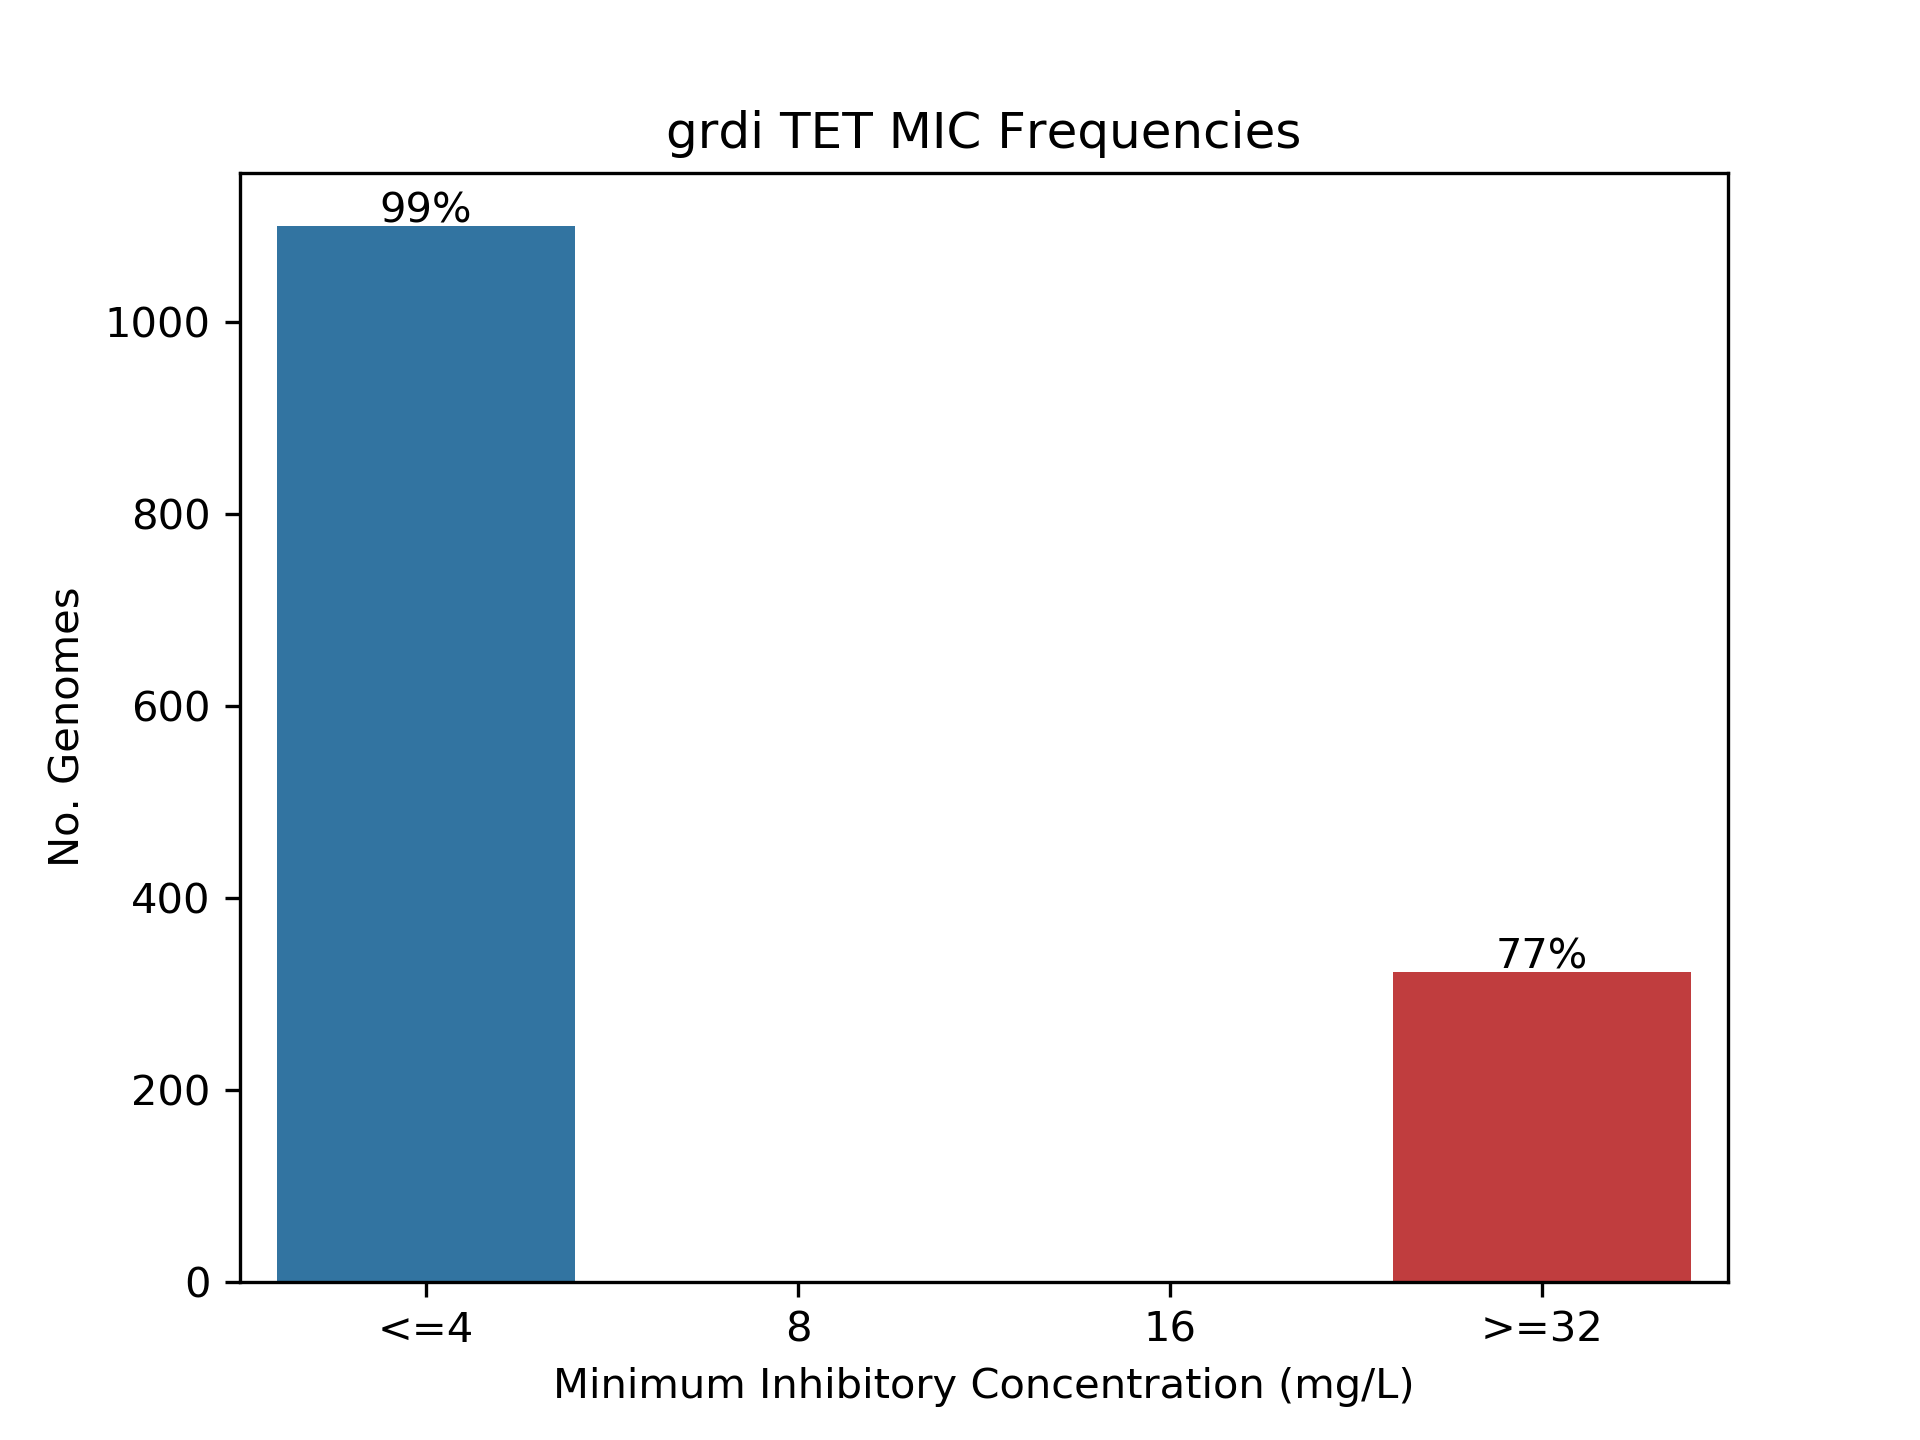 grdi TET MIC Frequencies
99%
1000
800
600
400
200
0
No. Genomes
77%
<=4 8 16 >=32
Minimum Inhibitory Concentration (mg/L)